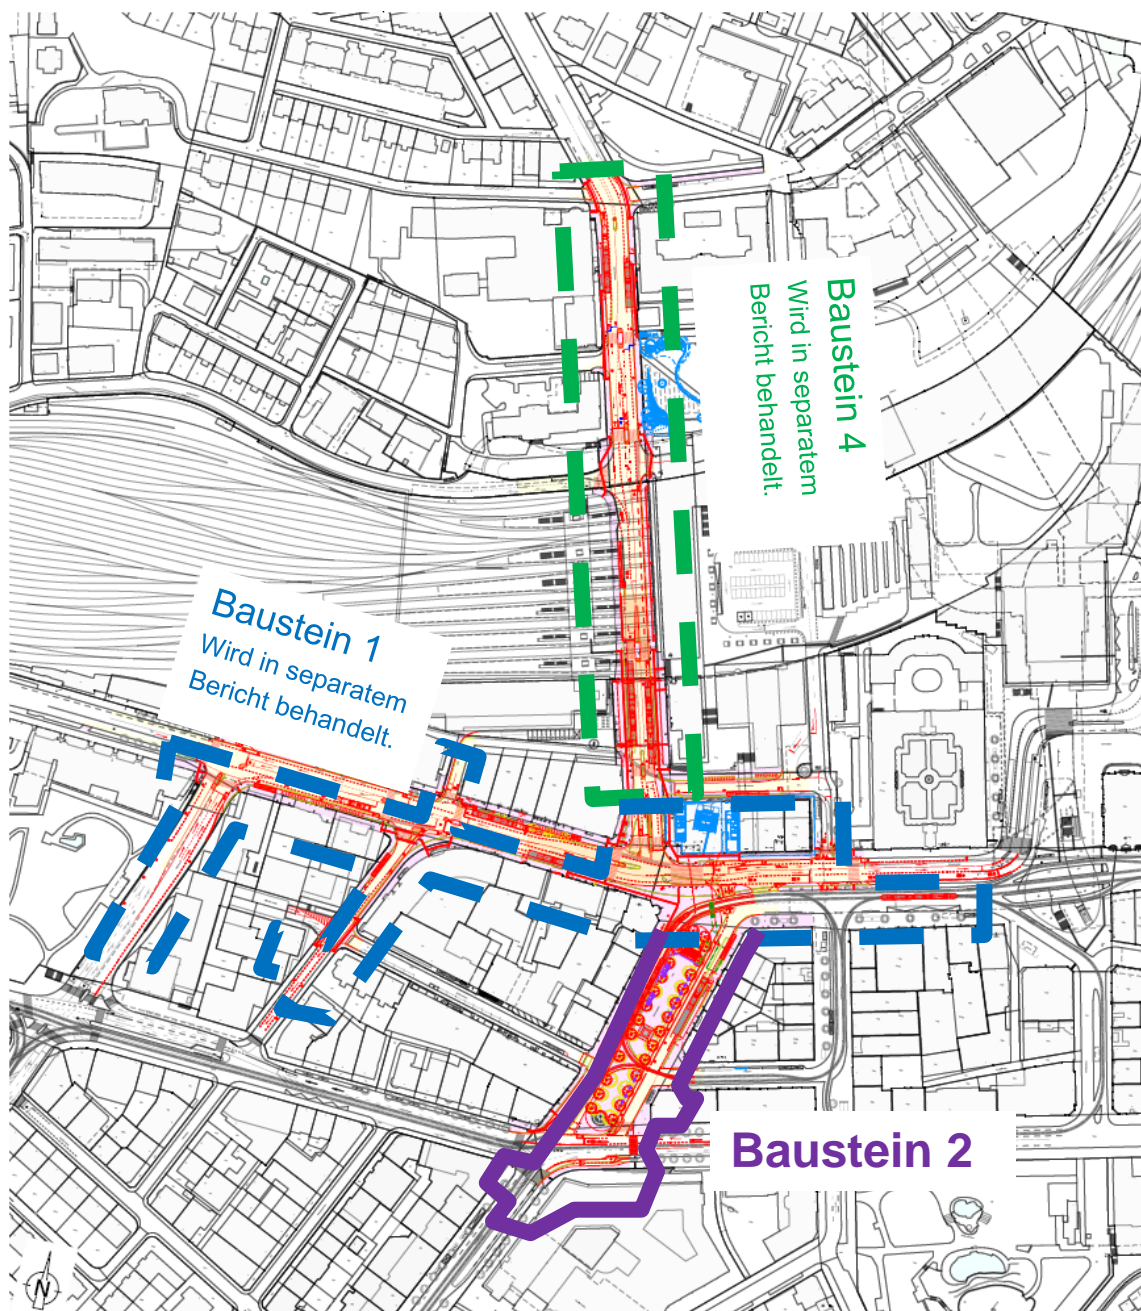 Baustein 4
Wird in separatem
Bericht behandelt.
Baustein 1
Wird in separatem
Bericht behandelt.
Baustein 2
N